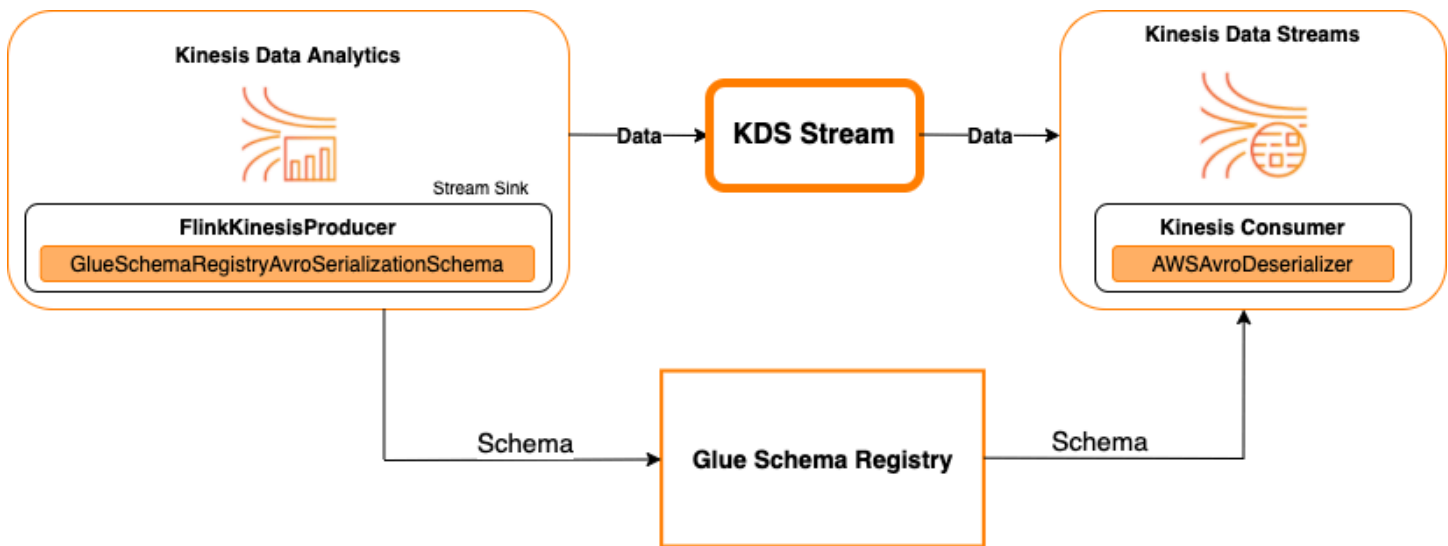 Kinesis Data Analytics
Stream Sink
FlinkKinesisProducer
GlueSchemaRegistryAvroSerializationSchema
Data
KDS Stream
Data
Kinesis Data Streams
Kinesis Consumer
AWSAvroDeserializer
Schema
Glue Schema Registry
Schema